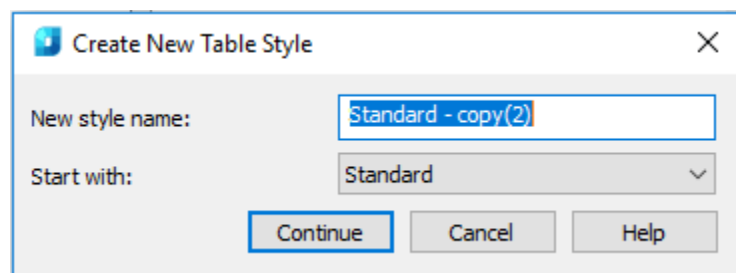 Create New Table Style
New style name: Standard - copy(2)
Start with: Standard
Continue Cancel Help